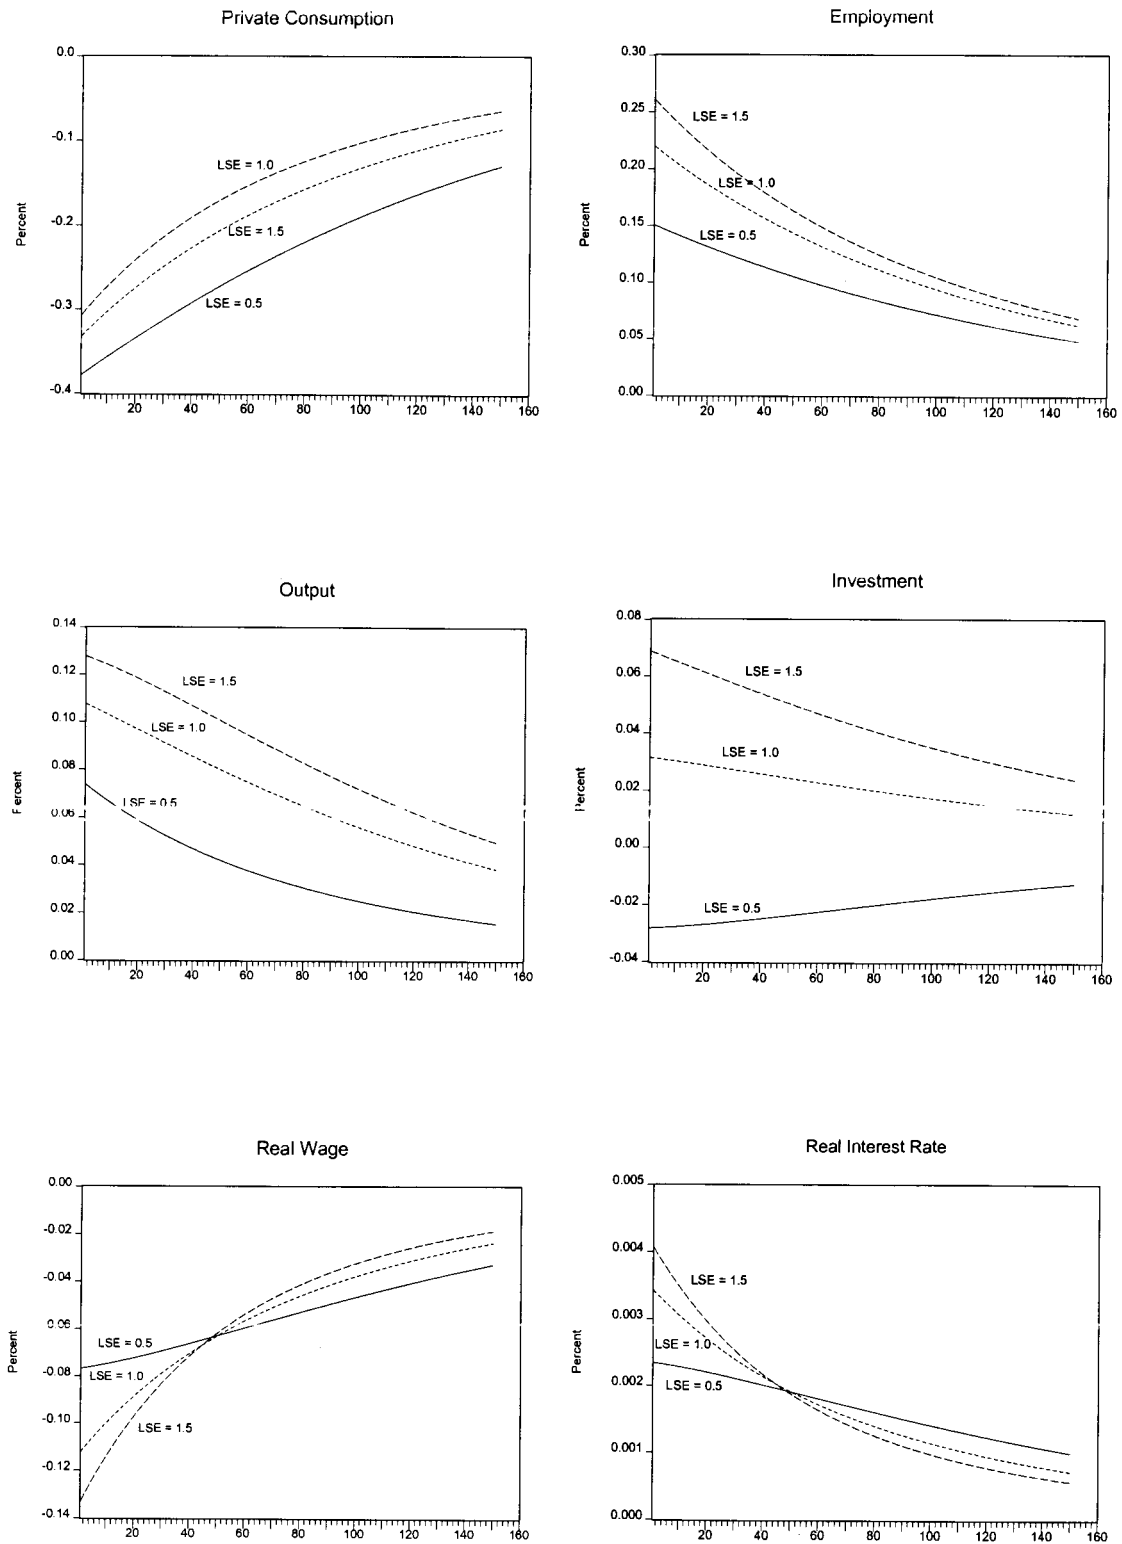 Private Consumption
0.0
-0.1
-0.2
-0.3
-0.4
Percent
LSE = 1.0
LSE = 1.5
LSE = 0.5
20 40 60 80 100 120 140 160
Employment
0.30
0.25
0.20
0.15
0.10
0.05
0.00
Percent
LSE = 1.5
LSE = 1.0
LSE = 0.5
20 40 60 80 100 120 140 160
Output
0.14
0.12
0.10
0.08
0.06
0.04
0.02
0.00
Percent
LSE = 1.5
LSE = 1.0
LSE = 0.5
20 40 60 80 100 120 140 160
Investment
0.08
0.06
0.04
0.02
0.00
-0.02
-0.04
Percent
LSE = 1.5
LSE = 1.0
LSE = 0.5
20 40 60 80 100 120 140 160
Real Wage
0.00
-0.02
-0.04
-0.06
-0.08
-0.10
-0.12
-0.14
Percent
LSE = 0.5
LSE = 1.0
LSE = 1.5
20 40 60 80 100 120 140 160
Real Interest Rate
0.005
0.004
0.003
0.002
0.001
0.000
Percent
LSE = 1.5
LSE = 1.0
LSE = 0.5
20 40 60 80 100 120 140 160